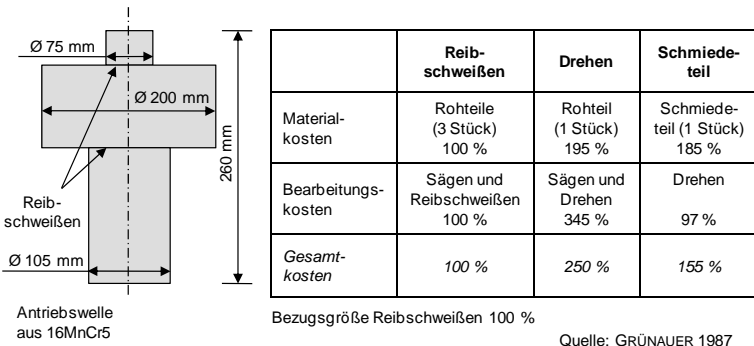 Ø 75 mm
Ø 200 mm
260 mm
Reib-
schweißen
Ø 105 mm
Antriebswelle
aus 16MnCr5
Reib-
schweißen
Drehen
Schmiede-
teil
Material-
kosten
Rohteile
(3 Stück)
100 %
Rohteil
(1 Stück)
195 %
Schmiede-
teil (1 Stück)
185 %
Bearbeitungs-
kosten
Sägen und
Reibschweißen
100 %
Sägen und
Drehen
345 %
Drehen
97 %
Gesamt-
kosten
100 %
250 %
155 %
Bezugsgröße Reibschweißen 100 %
Quelle: GRÜNAUER 1987